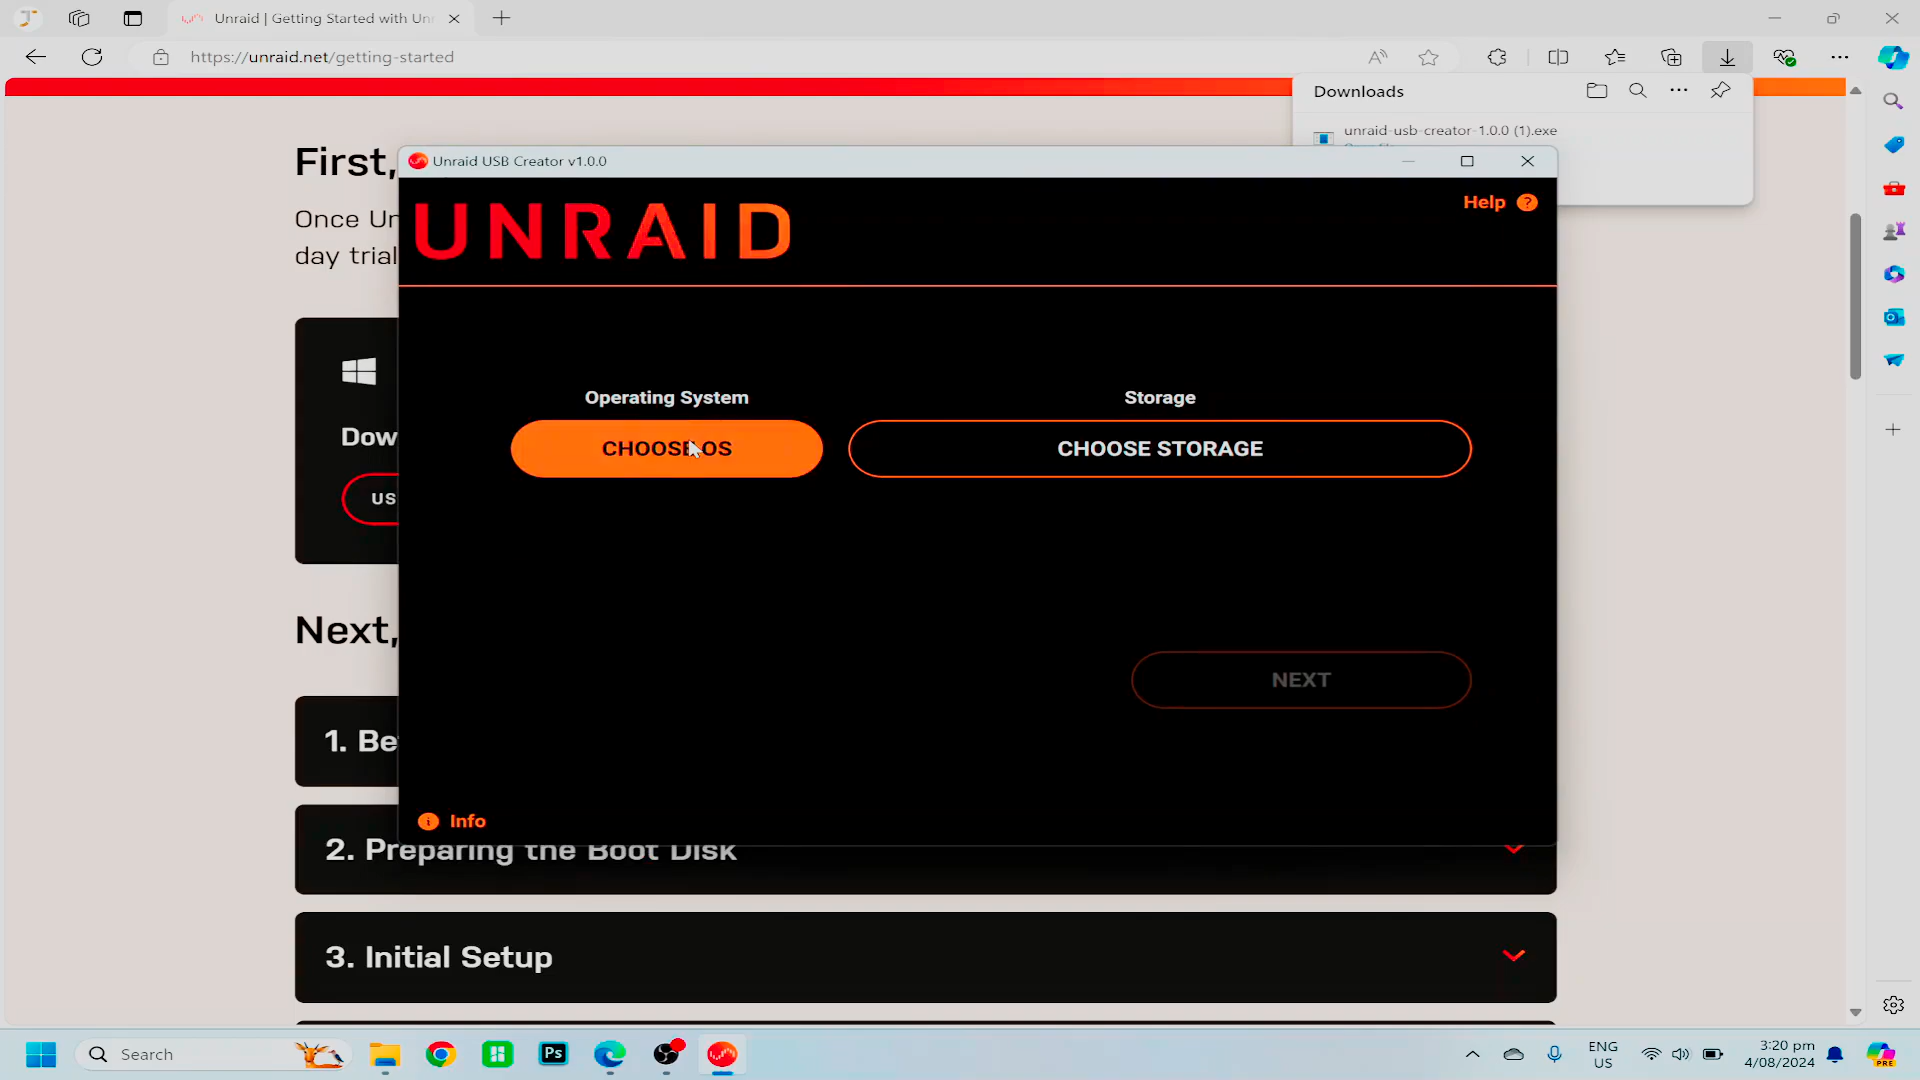 Unraid | Getting Started with Un
https://unraid.net/getting-started
Downloads
unraid-usb-creator-1.0.0 (1).exe
Unraid USB Creator v1.0.0
UNRAID
Help ?
First,
Once Un
day trial
Operating System
Storage
CHOOSE OS
CHOOSE STORAGE
Dow
US
NEXT
Next,
1. Be
Info
2. Preparing the Boot Disk
3. Initial Setup
Search
Ps
ENG
US
3:20 pm
4/08/2024
PRE